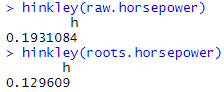 > hinkley(raw.horsepower)
h
0.1931084
> hinkley(roots.horsepower)
h
0.129609